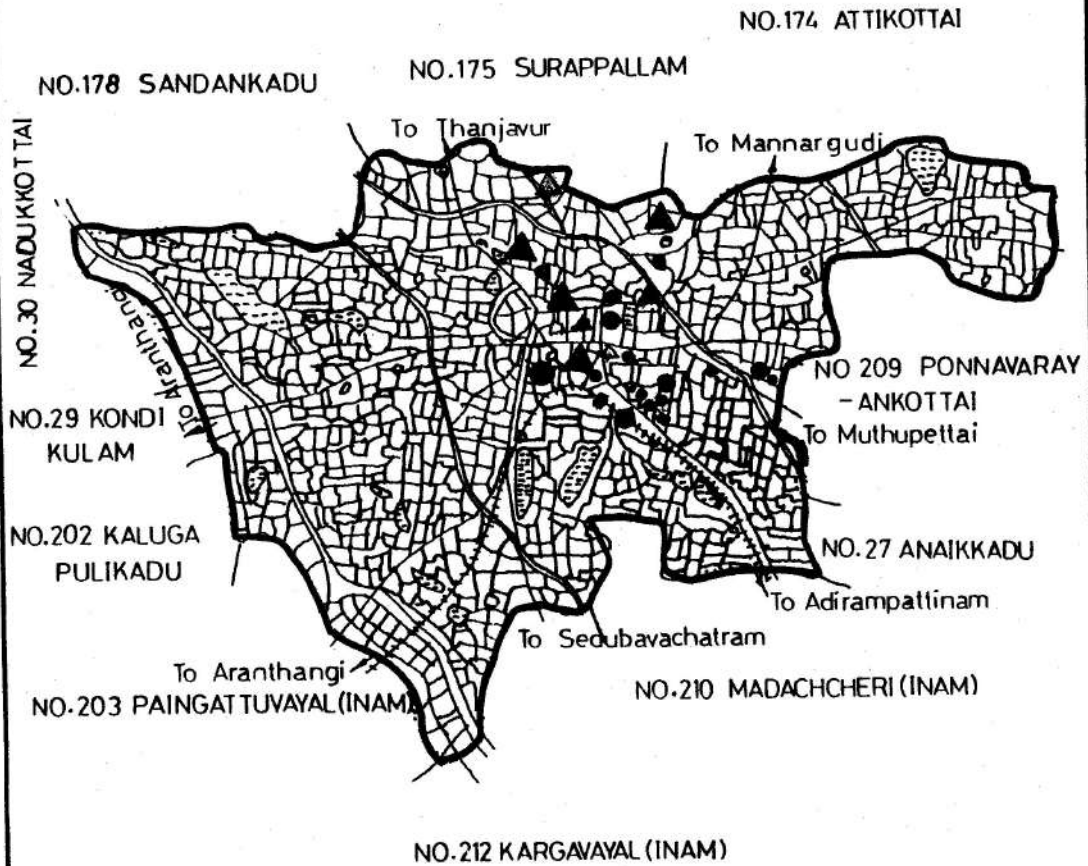 NO.174 ATTIKOTTAI
NO.175 SURAPPALLAM
NO.178 SANDANKADU
To Thanjavur
To Mannargudi
NO.30 NADUKKOTTAI
To Aranthangi
NO 209 PONNAVARAY
-ANKOTTAI
NO.29 KONDI
KULAM
To Muthupettai
NO.202 KALUGA
PULIKADU
NO.27 ANAIKKADU
To Adirampattinam
To Sedubavachatram
To Aranthangi
NO.203 PAINGATTUVAYAL(INAM)
NO.210 MADACHCHERI(INAM)
NO.212 KARGAVAYAL(INAM)